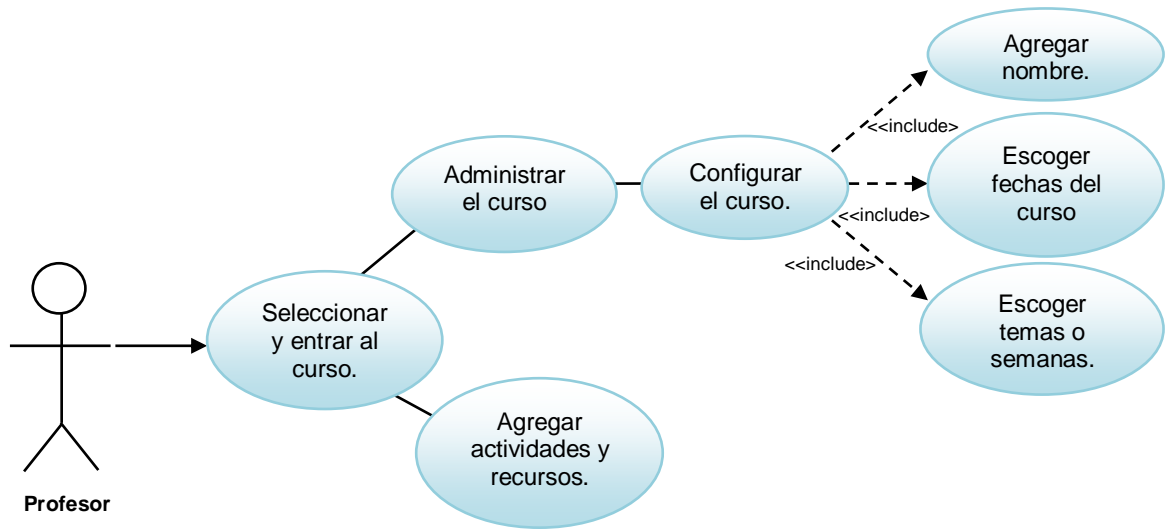 Agregar
nombre.
<<include>
Administrar
el curso
Configurar
el curso.
Escoger
fechas del
curso
<<include>
<<include>
Seleccionar
y entrar al
curso.
Escoger
temas o
semanas.
Agregar
actividades y
recursos.
Profesor